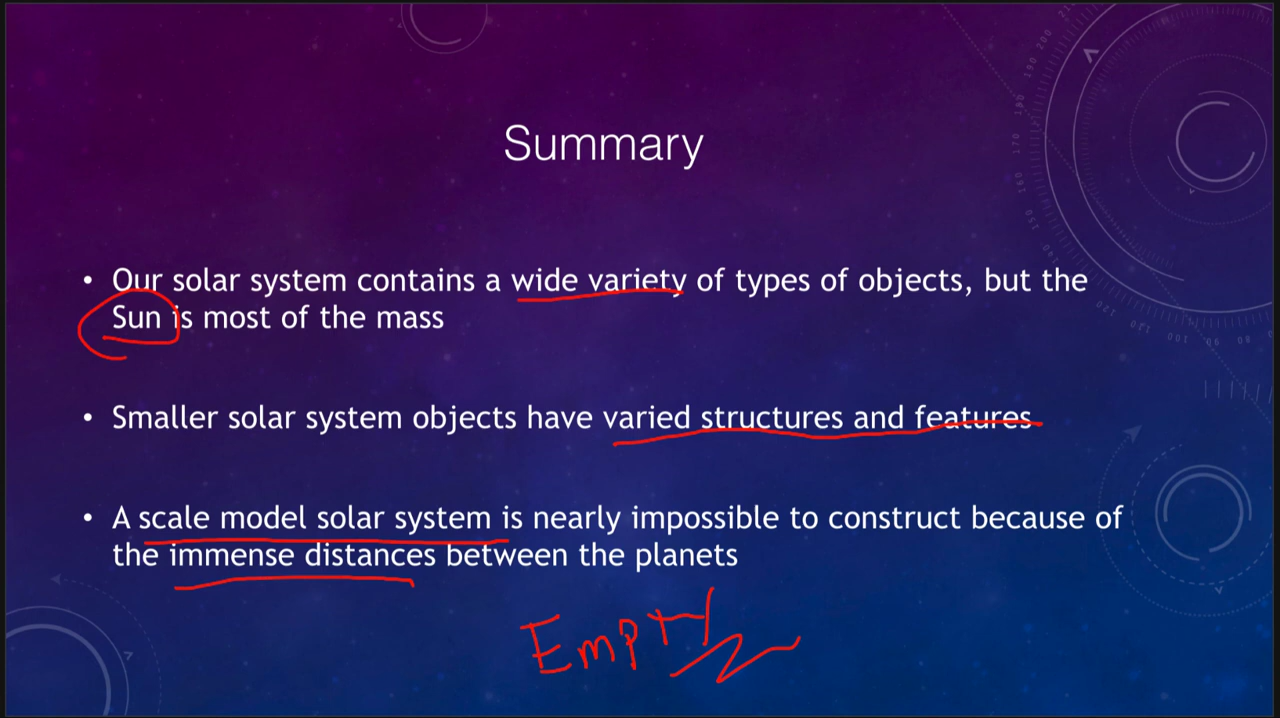 Summary
• Our solar system contains a wide variety of types of objects, but the
Sun is most of the mass
• Smaller solar system objects have varied structures and features
• A scale model solar system is nearly impossible to construct because of
the immense distances between the planets
Empty